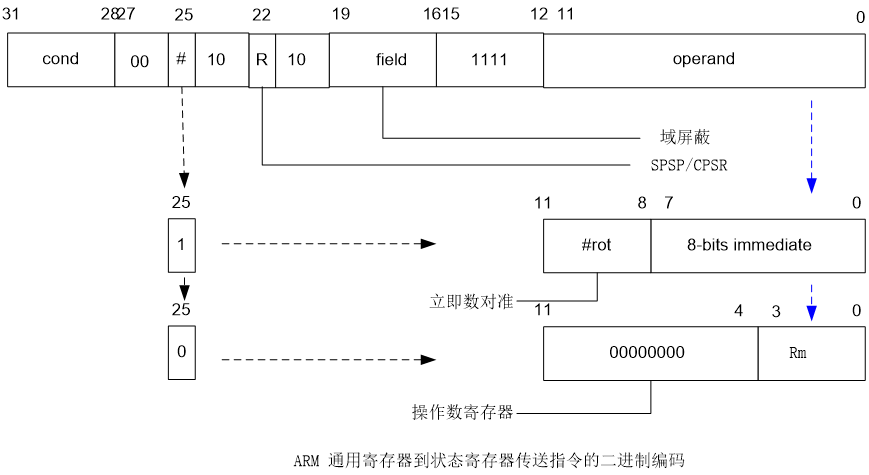 31 28 27 25 22 19 16 15 12 11 0
cond 00 # 10 R 10 field 1111 operand
域屏蔽
SPSP/CPSR
25 11 8 7 0
1 #rot 8-bits immediate
立即数对准
25 11 4 3 0
0 00000000 Rm
操作数寄存器
ARM 通用寄存器到状态寄存器传送指令的二进制编码